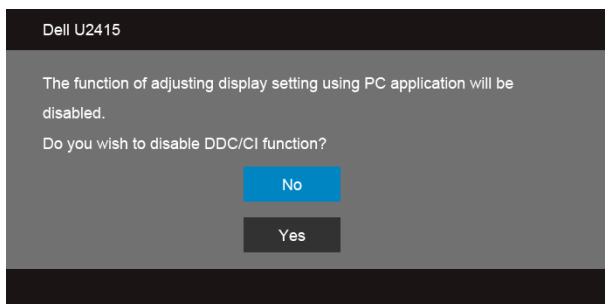 Dell U2415
The function of adjusting display setting using PC application will be
disabled.
Do you wish to disable DDC/CI function?
No
Yes